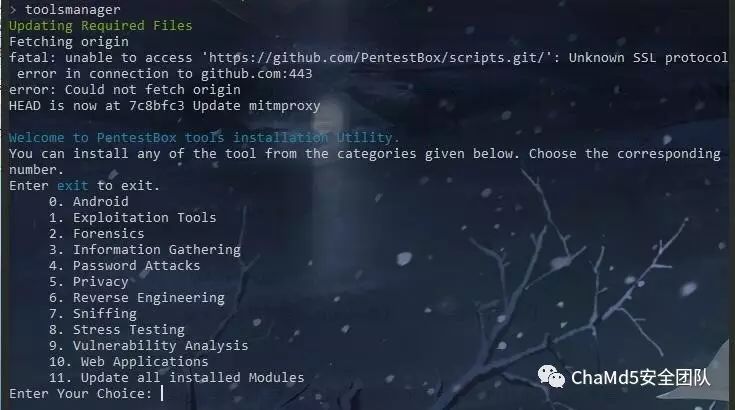 > toolsmanager
Updating Required Files
Fetching origin
fatal: unable to access 'https://github.com/PentestBox/scripts.git/': Unknown SSL protocol
error in connection to github.com:443
error: Could not fetch origin
HEAD is now at 7c8bfc3 Update mitmproxy
Welcome to PentestBox tools installation Utility.
You can install any of the tool from the categories given below. Choose the corresponding
number.
Enter exit to exit.
0. Android
1. Exploitation Tools
2. Forensics
3. Information Gathering
4. Password Attacks
5. Privacy
6. Reverse Engineering
7. Sniffing
8. Stress Testing
9. Vulnerability Analysis
10. Web Applications
11. Update all installed Modules
Enter Your Choice:
ChaMd5安全团队